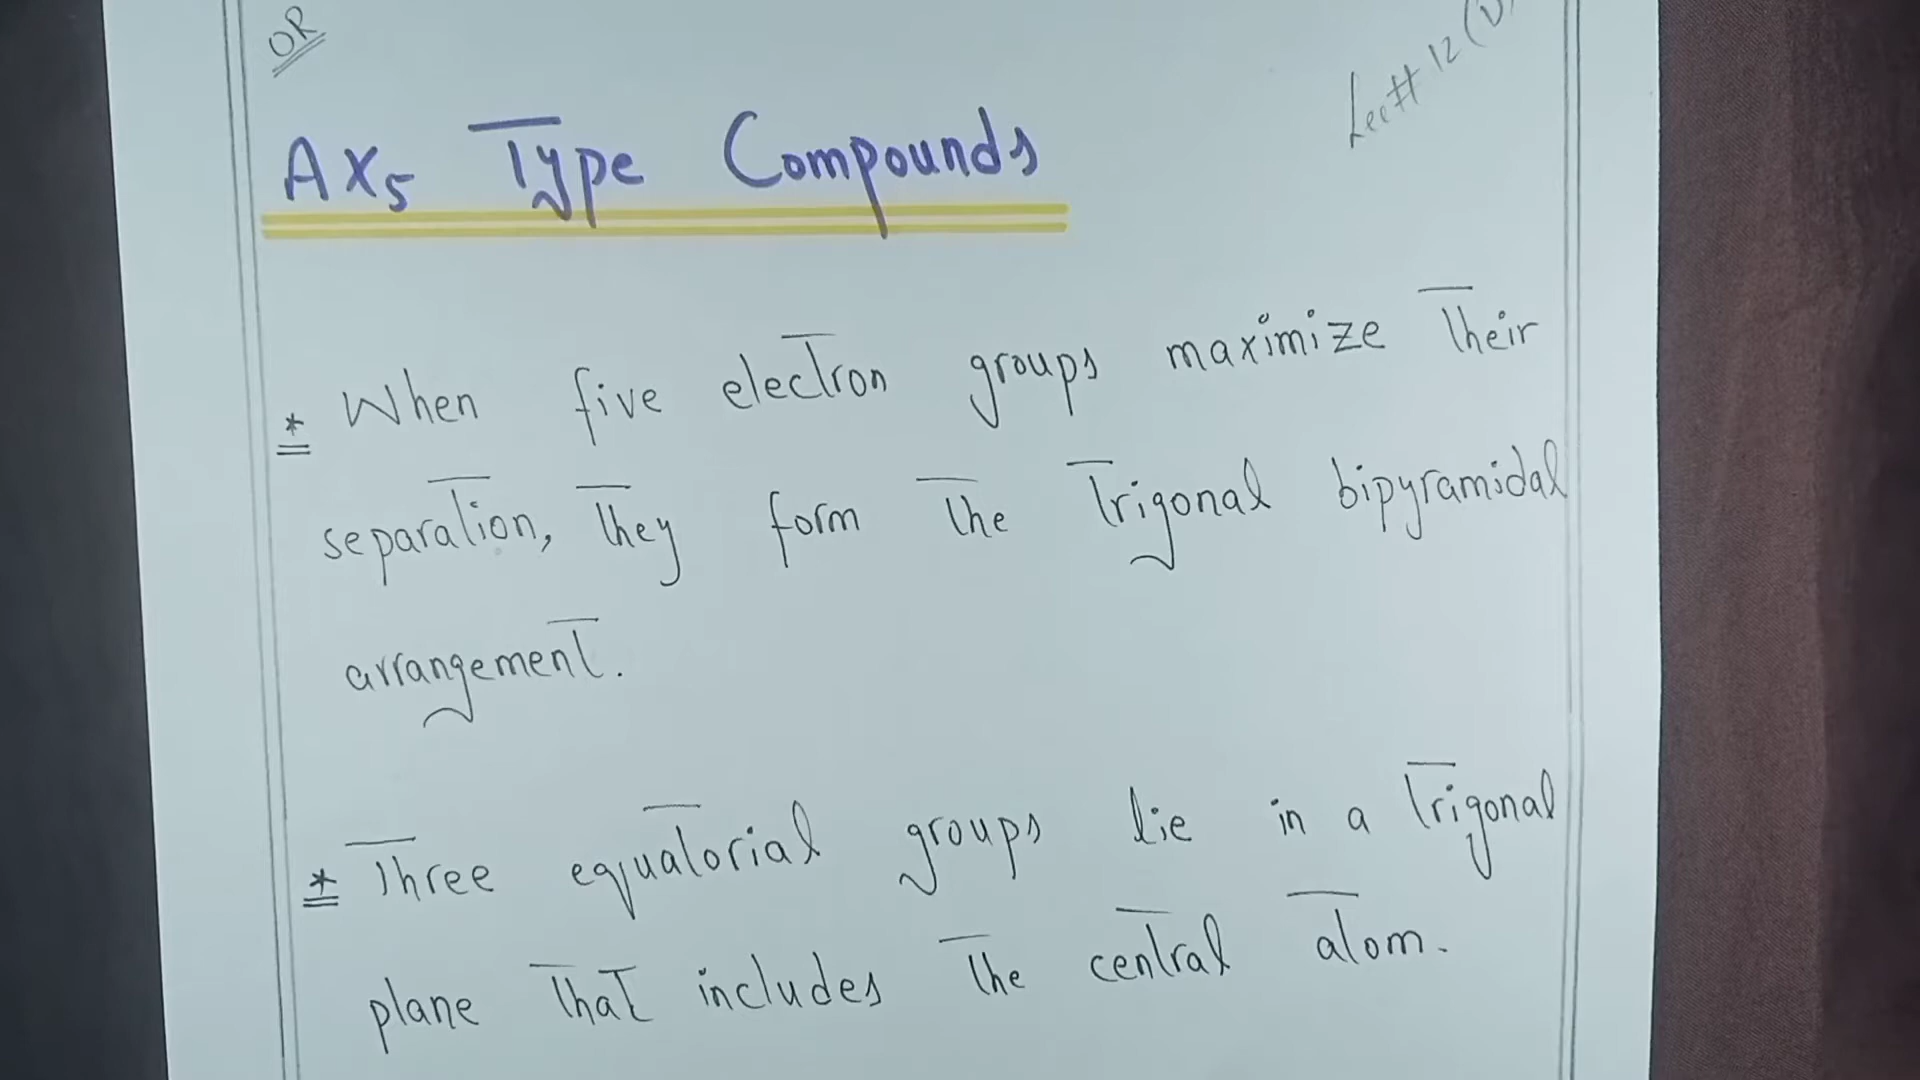 OR
Lec# 12
AX₅ Type Compounds
* When five electron groups maximize their
separation, they form the trigonal bipyramidal
arrangement.
* Three equatorial groups lie in a trigonal
plane that includes the central atom.